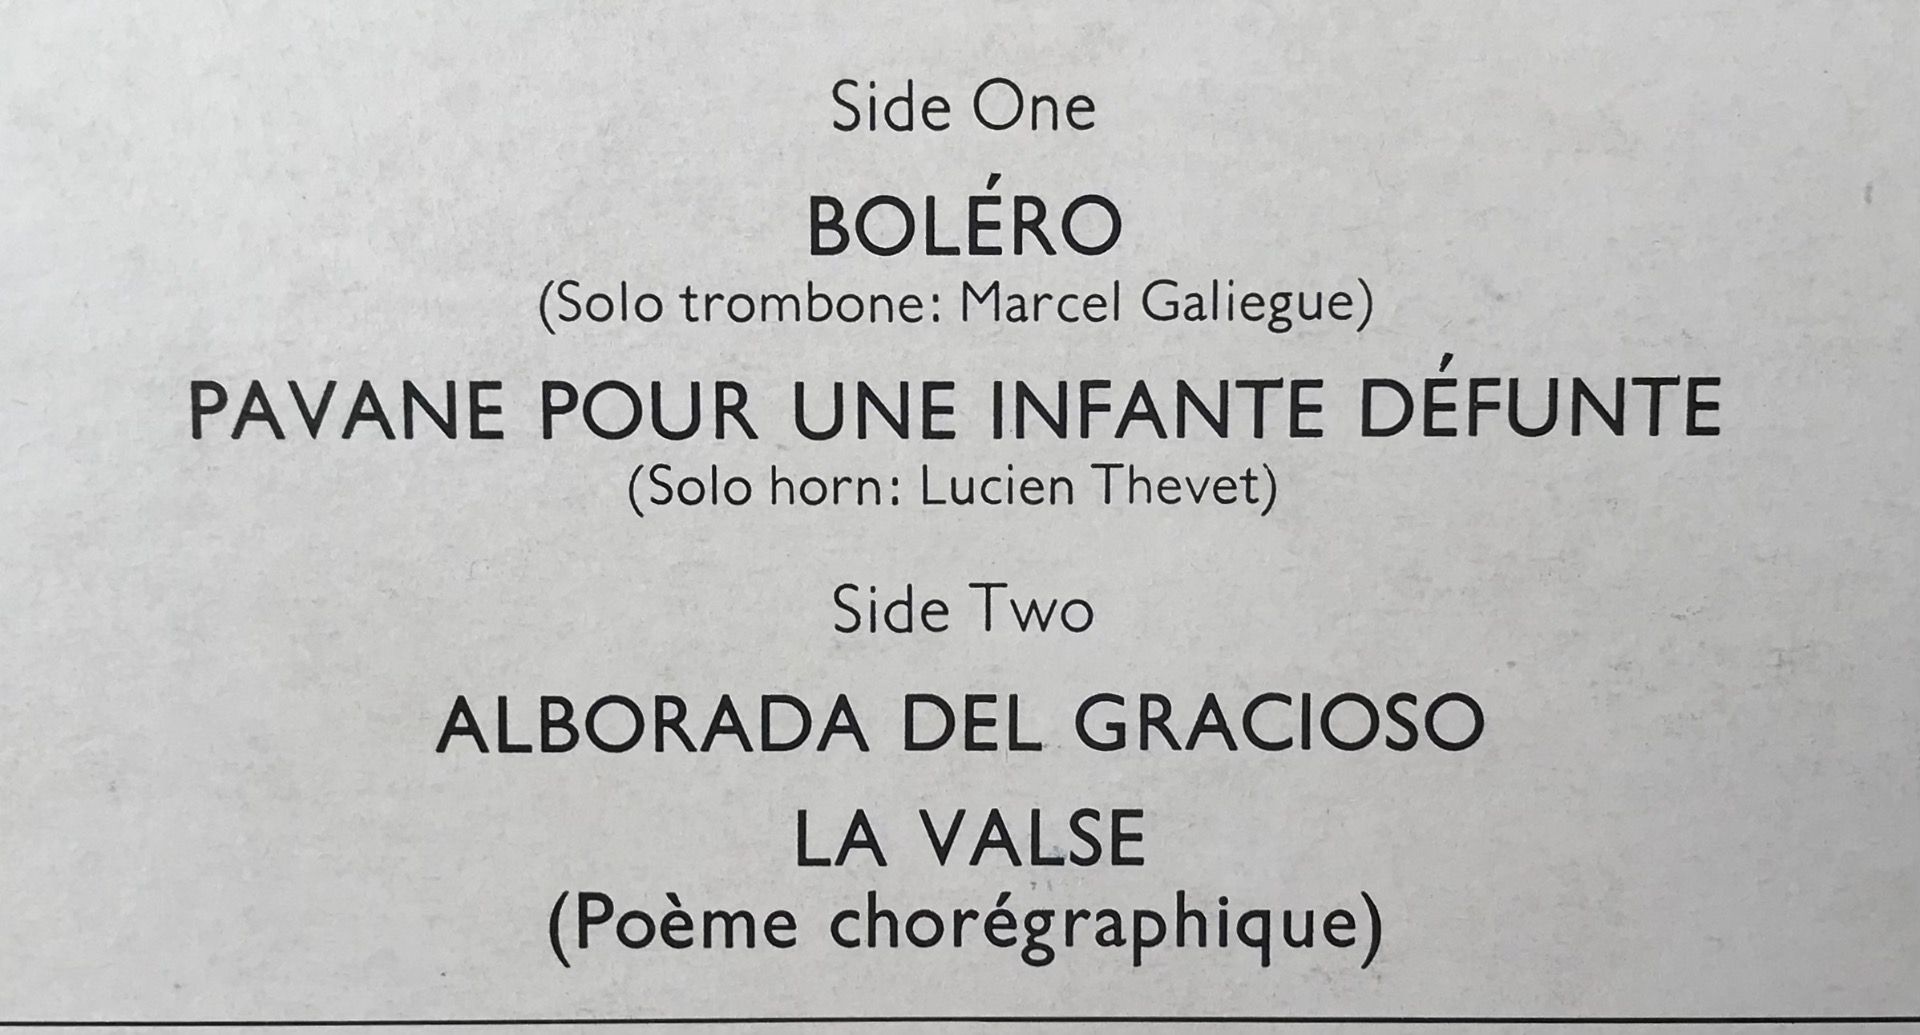 Side One
BOLÉRO
(Solo trombone: Marcel Galiegue)
PAVANE POUR UNE INFANTE DÉFUNTE
(Solo horn: Lucien Thevet)
Side Two
ALBORADA DEL GRACIOSO
LA VALSE
(Poème chorégraphique)